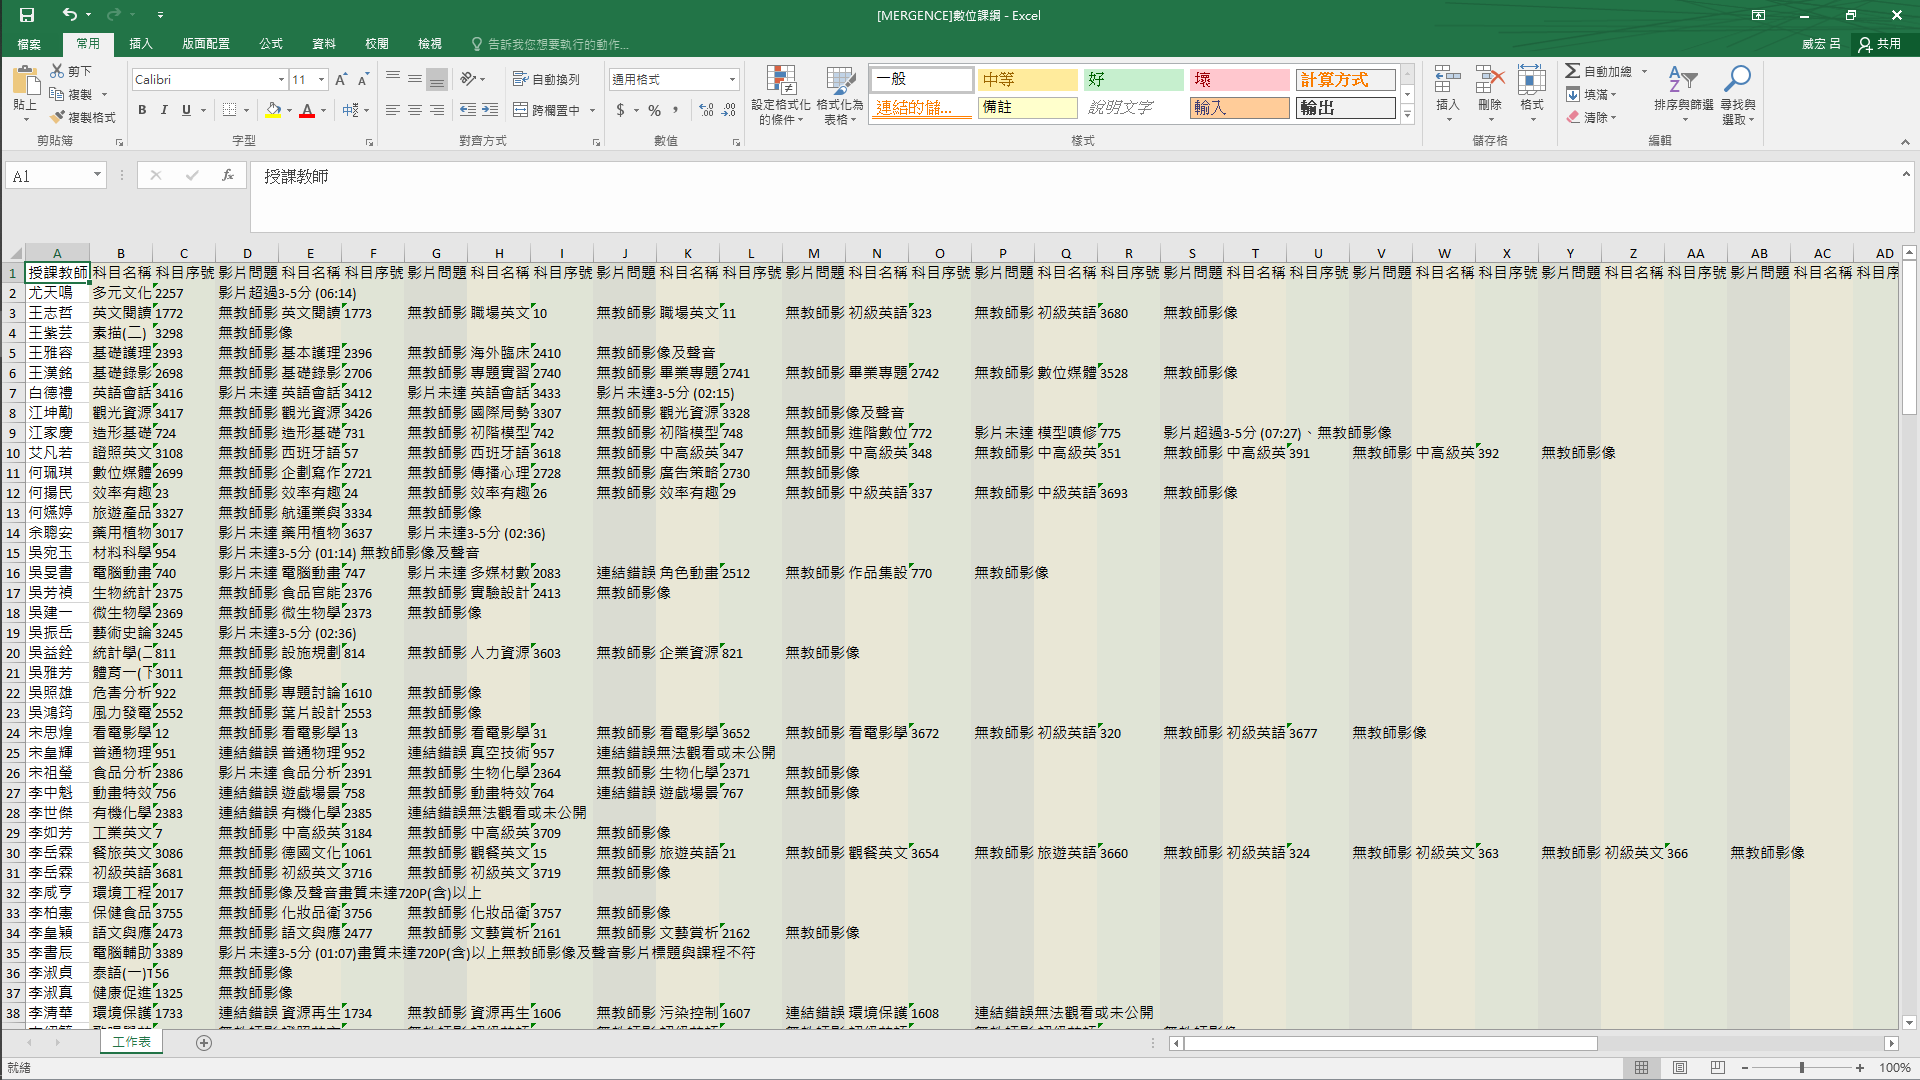 [MERGENCE]數位課綱 - Excel
檔案 常用 插入 版面配置 公式 資料 校閱 檢視 告訴我您想要執行的動作... 威宏 呂 共用
貼上 剪下 複製 複製格式 剪貼簿
Calibri 11 B I U 字型
自動換列 跨欄置中 對齊方式
通用格式 $ % , 數值
設定格式化的條件 格式化為表格
一般 中等 好 壞 計算方式
連結的儲... 備註 說明文字 輸入 輸出
樣式
插入 刪除 格式 儲存格
自動加總 填滿 清除 排序與篩選 尋找與選取 編輯
A1 fx 授課教師
A B C D E F G H I J K L M N O P Q R S T U V W X Y Z AA AB AC AD
1 授課教師 科目名稱 科目序號 影片問題 科目名稱 科目序號 影片問題 科目名稱 科目序號 影片問題 科目名稱 科目序號 影片問題 科目名稱 科目序號 影片問題 科目名稱 科目序號 影片問題 科目名稱 科目序號 影片問題 科目名稱 科目序號 影片問題 科目名稱 科目序號 影片問題 科目名稱 科目序
2 尤天鳴 多元文化 2257 影片超過3-5分 (06:14)
3 王志哲 英文閱讀 1772 無教師影 英文閱讀 1773 無教師影 職場英文 10 無教師影 職場英文 11 無教師影 初級英語 323 無教師影 初級英語 3680 無教師影像
4 王紫芸 素描(二) 3298 無教師影像
5 王雅容 基礎護理 2393 無教師影 基本護理 2396 無教師影 海外臨床 2410 無教師影像及聲音
6 王漢銘 基礎錄影 2698 無教師影 基礎錄影 2706 無教師影 專題實習 2740 無教師影 畢業專題 2741 無教師影 畢業專題 2742 無教師影 數位媒體 3528 無教師影像
7 白德禮 英語會話 3416 影片未達 英語會話 3412 影片未達 英語會話 3433 影片未達3-5分 (02:15)
8 江坤勱 觀光資源 3417 無教師影 觀光資源 3426 無教師影 國際局勢 3307 無教師影 觀光資源 3328 無教師影像及聲音
9 江家慶 造形基礎 724 無教師影 造形基礎 731 無教師影 初階模型 742 無教師影 初階模型 748 無教師影 進階數位 772 影片未達 模型噴修 775 影片超過3-5分 (07:27)、無教師影像
10 艾凡若 證照英文 3108 無教師影 西班牙語 57 無教師影 西班牙語 3618 無教師影 中高級英 347 無教師影 中高級英 348 無教師影 中高級英 351 無教師影 中高級英 391 無教師影 中高級英 392 無教師影像
11 何珮琪 數位媒體 2699 無教師影 企劃寫作 2721 無教師影 傳播心理 2728 無教師影 廣告策略 2730 無教師影像
12 何揚民 效率有趣 23 無教師影 效率有趣 24 無教師影 效率有趣 26 無教師影 效率有趣 29 無教師影 中級英語 337 無教師影 中級英語 3693 無教師影像
13 何嬿婷 旅遊產品 3327 無教師影 航運業與 3334 無教師影像
14 余聰安 藥用植物 3017 影片未達 藥用植物 3637 影片未達3-5分 (02:36)
15 吳宛玉 材料科學 954 影片未達3-5分 (01:14) 無教師影像及聲音
16 吳旻書 電腦動畫 740 影片未達 電腦動畫 747 影片未達 多媒材數 2083 連結錯誤 角色動畫 2512 無教師影 作品集設 770 無教師影像
17 吳芳禎 生物統計 2375 無教師影 食品官能 2376 無教師影 實驗設計 2413 無教師影像
18 吳建一 微生物學 2369 無教師影 微生物學 2373 無教師影像
19 吳振岳 藝術史論 3245 影片未達3-5分 (02:36)
20 吳益銓 統計學(二 811 無教師影 設施規劃 814 無教師影 人力資源 3603 無教師影 企業資源 821 無教師影像
21 吳雅芳 體育一(下 3011 無教師影像
22 吳照雄 危害分析 922 無教師影 專題討論 1610 無教師影像
23 吳鴻筠 風力發電 2552 無教師影 葉片設計 2553 無教師影像
24 宋思煌 看電影學 12 無教師影 看電影學 13 無教師影 看電影學 31 無教師影 看電影學 3652 無教師影 看電影學 3672 無教師影 初級英語 320 無教師影 初級英語 3677 無教師影像
25 宋皇輝 普通物理 951 連結錯誤 普通物理 952 連結錯誤 真空技術 957 連結錯誤無法觀看或未公開
26 宋祖瑩 食品分析 2386 影片未達 食品分析 2391 無教師影 生物化學 2364 無教師影 生物化學 2371 無教師影像
27 李中魁 動畫特效 756 連結錯誤 遊戲場景 758 無教師影 動畫特效 764 連結錯誤 遊戲場景 767 無教師影像
28 李世傑 有機化學 2383 連結錯誤 有機化學 2385 連結錯誤無法觀看或未公開
29 李如芳 工業英文 7 無教師影 中高級英 3184 無教師影 中高級英 3709 無教師影像
30 李岳霖 餐旅英文 3086 無教師影 德國文化 1061 無教師影 觀餐英文 15 無教師影 旅遊英語 21 無教師影 觀餐英文 3654 無教師影 旅遊英語 3660 無教師影 初級英語 324 無教師影 初級英文 363 無教師影 初級英文 366 無教師影像
31 李岳霖 初級英語 3681 無教師影 初級英文 3716 無教師影 初級英文 3719 無教師影像
32 李咸亨 環境工程 2017 無教師影像及聲音畫質未達720P(含)以上
33 李柏憲 保健食品 3755 無教師影 化妝品衛 3756 無教師影 化妝品衛 3757 無教師影像
34 李皇穎 語文與應 2473 無教師影 語文與應 2477 無教師影 文藝賞析 2161 無教師影 文藝賞析 2162 無教師影像
35 李書辰 電腦輔助 3389 影片未達3-5分 (01:07)畫質未達720P(含)以上無教師影像及聲音影片標題與課程不符
36 李淑貞 泰語(一)T 56 無教師影像
37 李淑真 健康促進 1325 無教師影像
38 李清華 環境保護 1733 連結錯誤 資源再生 1734 無教師影 資源再生 1606 無教師影 污染控制 1607 連結錯誤 環境保護 1608 連結錯誤無法觀看或未公開
工作表
就緒 100%